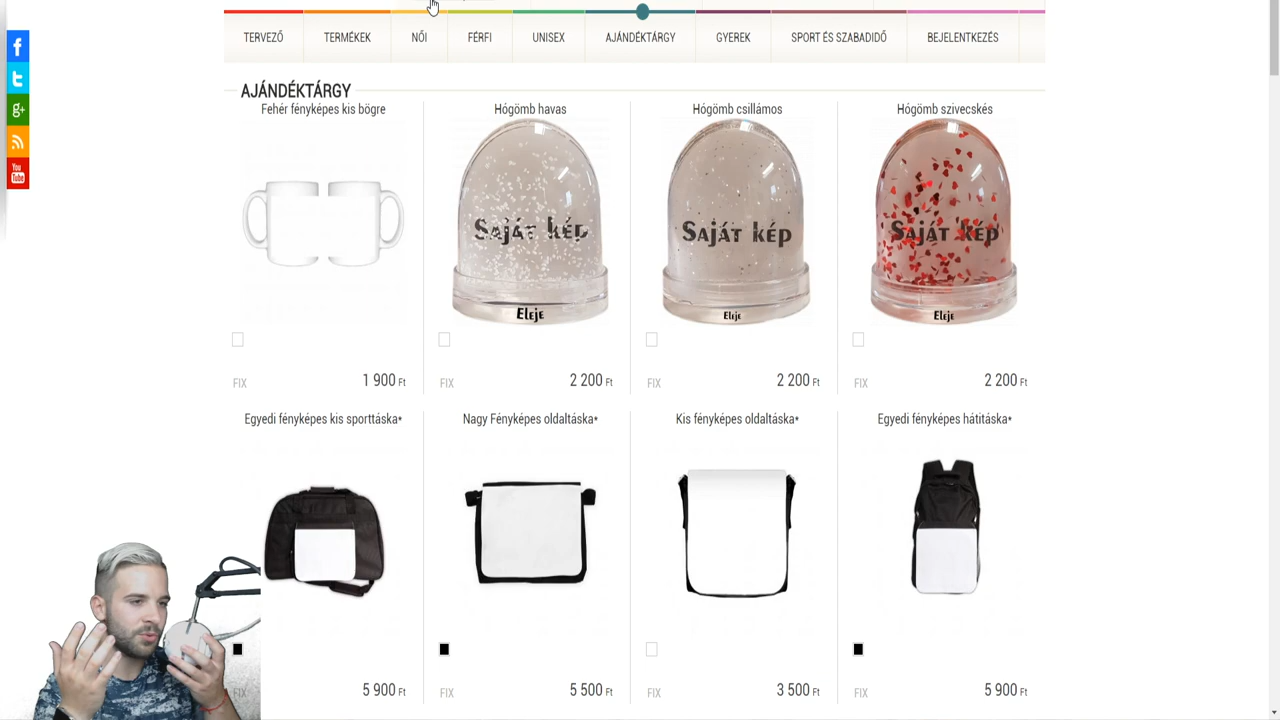 TERVEZŐ TERMÉKEK NŐI FÉRFI UNISEX AJÁNDÉKTÁRGY GYEREK SPORT ÉS SZABADIDŐ BEJELENTKEZÉS
AJÁNDÉKTÁRGY
Fehér fényképes kis bögre Hógömb havas Hógömb csillámos Hógömb szivecskés
Saját kép Saját kép Saját kép
Eleje Eleje Eleje
FIX 1 900 Ft FIX 2 200 Ft FIX 2 200 Ft FIX 2 200 Ft
Egyedi fényképes kis sporttáska* Nagy Fényképes oldaltáska* Kis fényképes oldaltáska* Egyedi fényképes hátitáska*
FIX 5 900 Ft FIX 5 500 Ft FIX 3 500 Ft FIX 5 900 Ft
f
t
g+
You
Tube